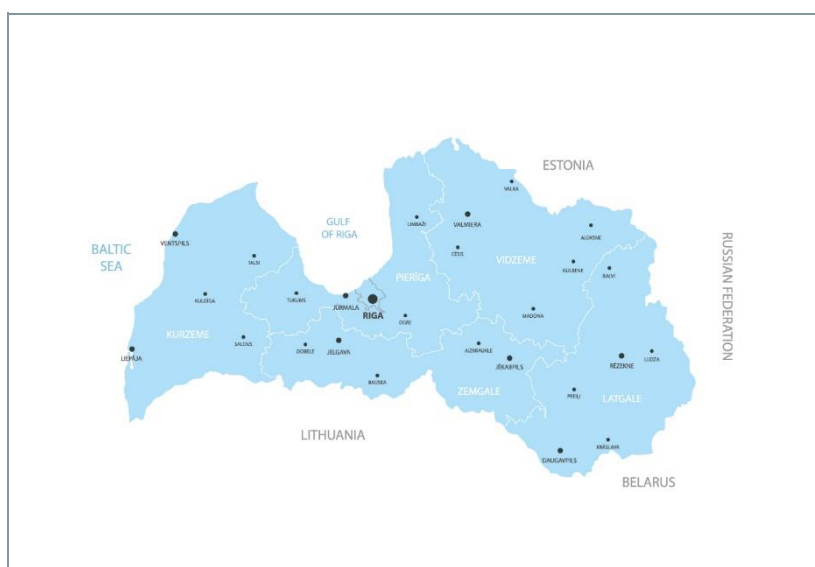 ESTONIA
VALKA
LIMBAŽI
VALMIERA
GULF
OF RIGA
ALŪKSNE
VENTSPILS
BALTIC
SEA
CĒSIS
VIDZEME
TALSI
GULBENE
BALVI
PIERĪGA
RUSSIAN FEDERATION
KULDĪGA
TUKUMS
JŪRMALA
RIGA
OGRE
MADONA
KURZEME
SALDUS
DOBELE
JELGAVA
LIEPĀJA
AIZKRAUKLE
JĒKABPILS
RĒZEKNE
LUDZA
BAUSKA
ZEMGALE
PREIĻI
LATGALE
LITHUANIA
KRĀSLAVA
DAUGAVPILS
BELARUS